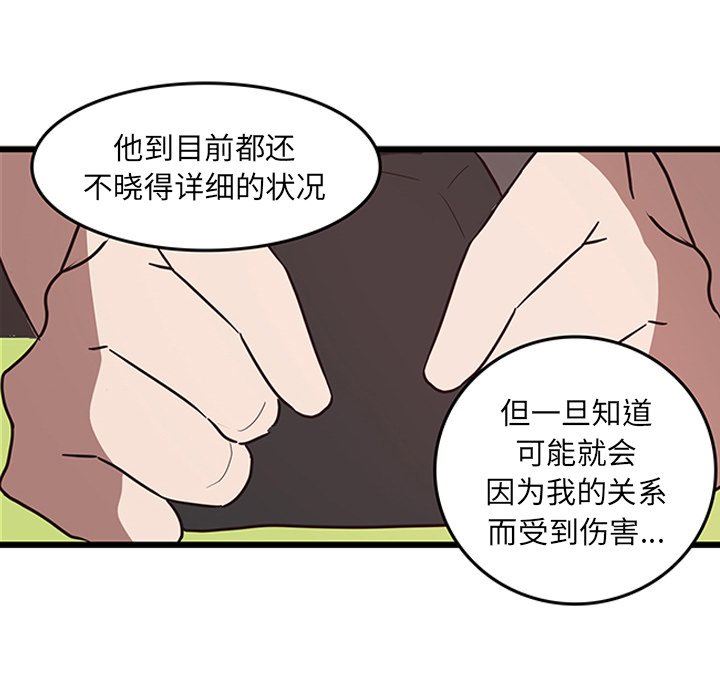 他到目前都还
不晓得详细的状况
但一旦知道
可能就会
因为我的关系
而受到伤害...